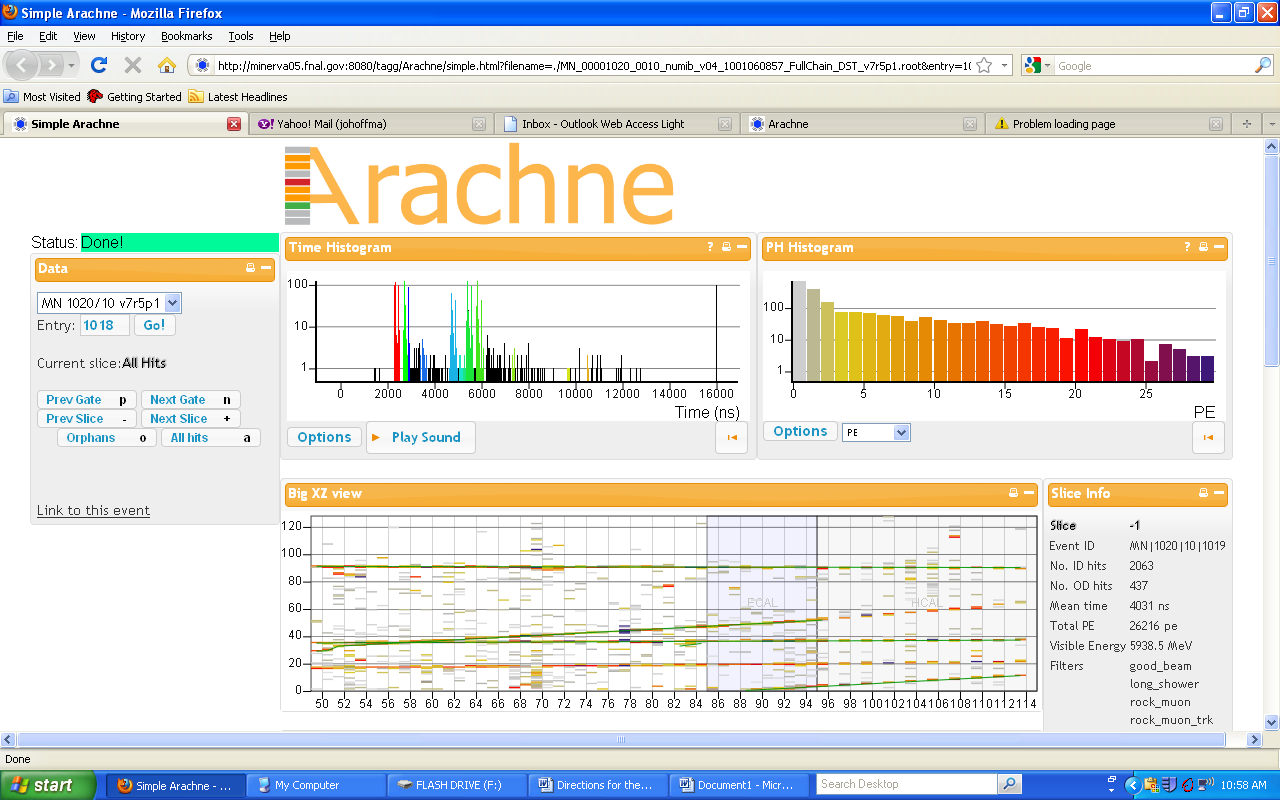 Simple Arachne - Mozilla Firefox
File Edit View History Bookmarks Tools Help
http://minerva05.fnal.gov:8080/tagg/Arachne/simple.html?filename=./MN_00001020_0010_numib_v04_1001060857_FullChain_DST_v7r5p1.root&entry=10
Google
Most Visited Getting Started Latest Headlines
Simple Arachne Yahoo! Mail (johoffma) Inbox - Outlook Web Access Light Arachne Problem loading page
Arachne
Status: Done!
Data
MN 1020/10 v7r5p1
Entry: 1018 Go!
Current slice: All Hits
Prev Gate p Next Gate n
Prev Slice - Next Slice +
Orphans o All hits a
Link to this event
Time Histogram ?
100
10
1
0 2000 4000 6000 8000 10000 12000 14000 16000
Time (ns)
Options Play Sound
PH Histogram ?
100
10
1
0 5 10 15 20 25
PE
Options PE
Big XZ view
120
100
80
60
40
20
0
ECAL HCAL
50 52 54 56 58 60 62 64 66 68 70 72 74 76 78 80 82 84 86 88 90 92 94 96 98 100 102 104 106 108 110 112 114
Slice Info
Slice -1
Event ID MN|1020|10|1019
No. ID hits 2063
No. OD hits 437
Mean time 4031 ns
Total PE 26216 pe
Visible Energy 5938.5 MeV
Filters good_beam
long_shower
rock_muon
rock_muon_trk
Done
start Simple Arachne - ... My Computer FLASH DRIVE (F:) Directions for the... Document1 - Micr... Search Desktop 10:58 AM